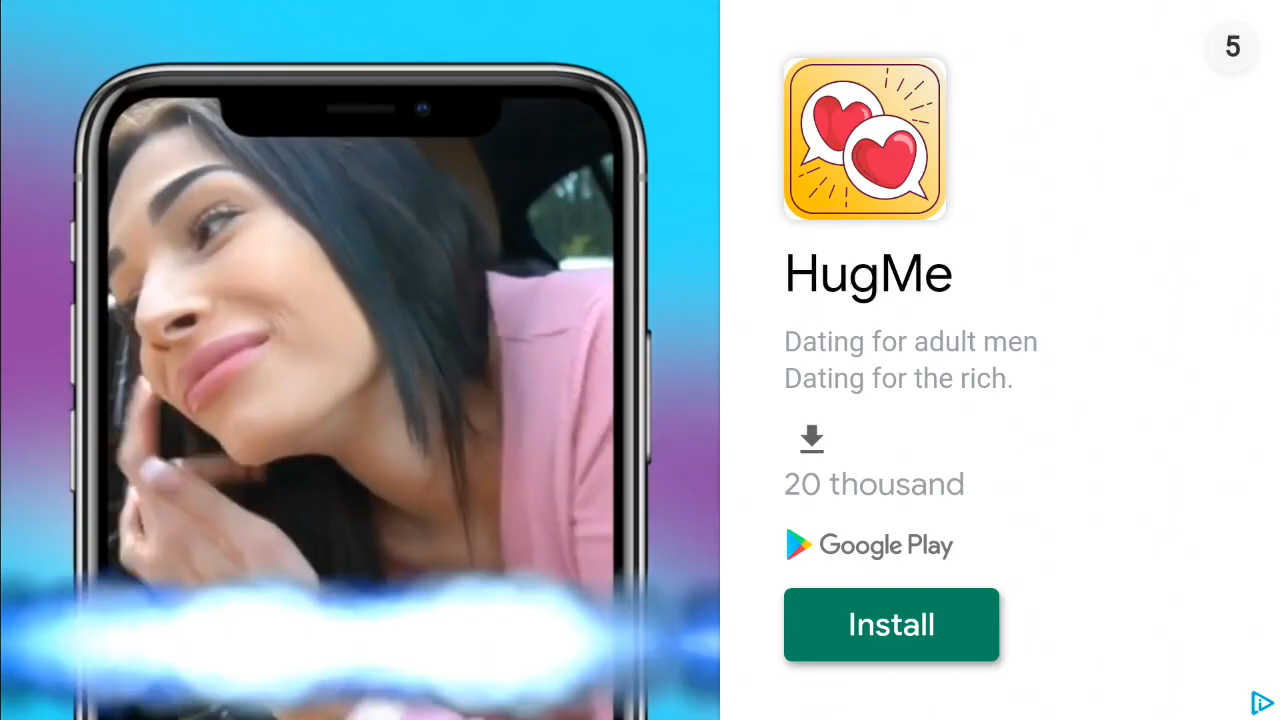 5
HugMe
Dating for adult men
Dating for the rich.
20 thousand
Google Play
Install